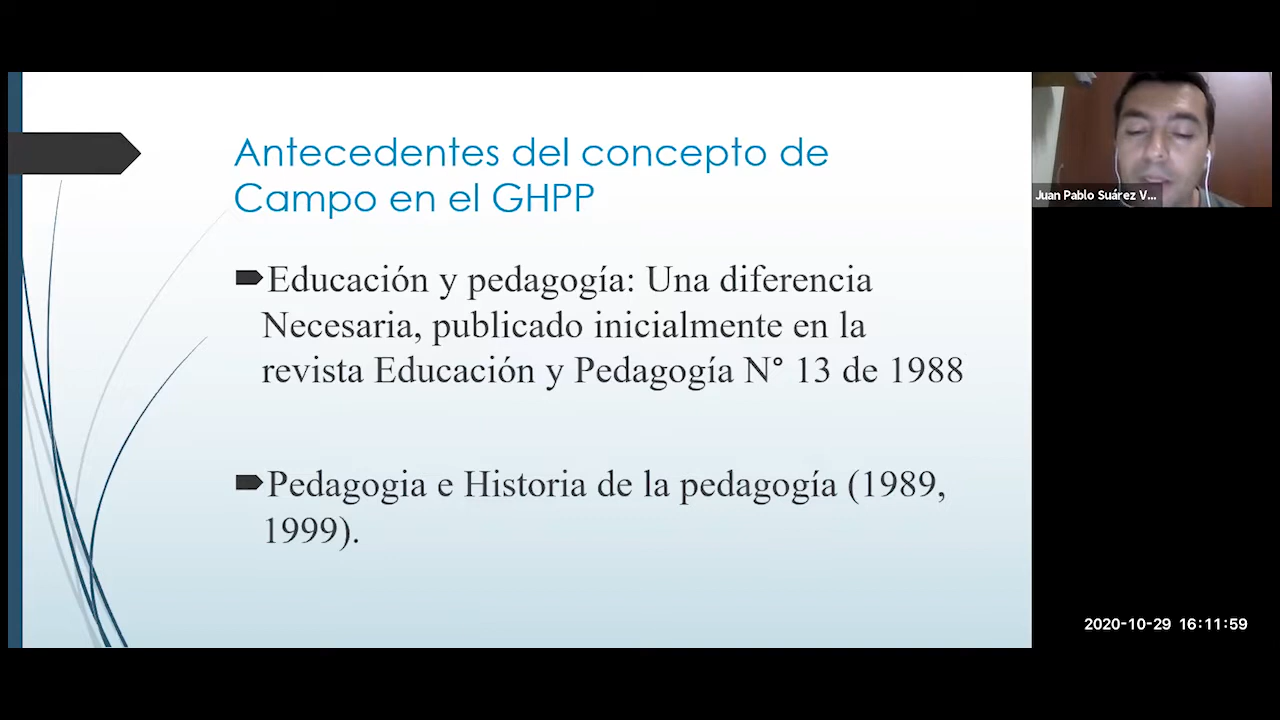 Antecedentes del concepto de
Campo en el GHPP
Educación y pedagogía: Una diferencia
Necesaria, publicado inicialmente en la
revista Educación y Pedagogía N° 13 de 1988
Pedagogia e Historia de la pedagogía (1989,
1999).
Juan Pablo Suárez V...
2020-10-29 16:11:59